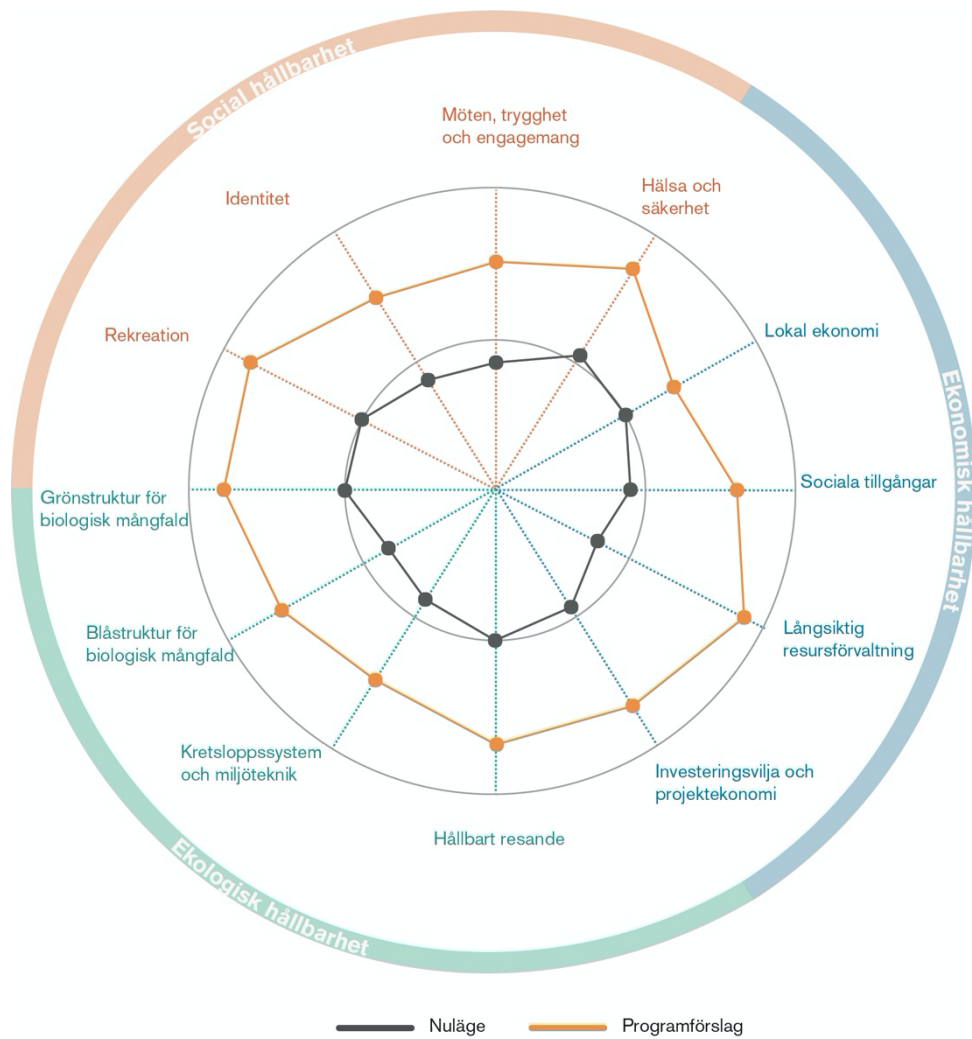 Social hållbarhet
Möten, trygghet
och engagemang
Hälsa och
säkerhet
Identitet
Lokal ekonomi
Rekreation
Ekonomisk hållbarhet
Sociala tillgångar
Grönstruktur för
biologisk mångfald
Långsiktig
resursförvaltning
Blåstruktur för
biologisk mångfald
Kretsloppssystem
och miljöteknik
Investeringsvilja och
projektekonomi
Hållbart resande
Ekologisk hållbarhet
Nuläge
Programförslag